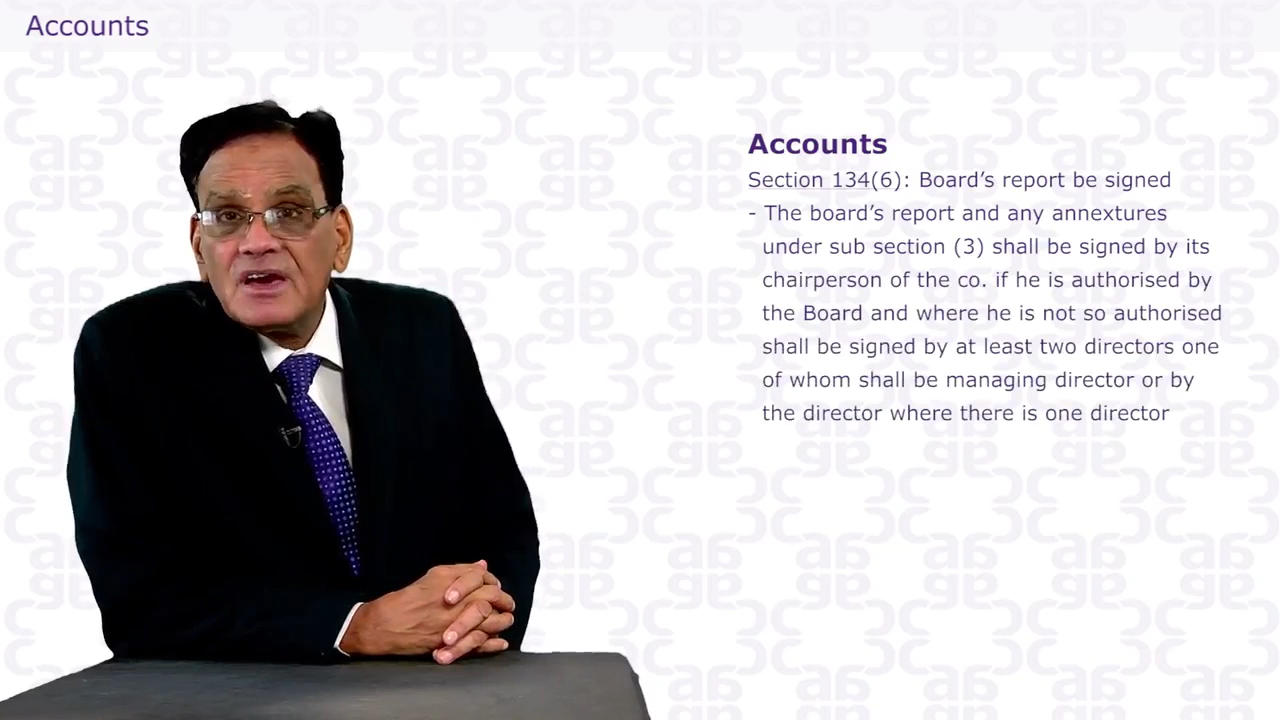 Accounts
Accounts
Section 134(6): Board’s report be signed
- The board’s report and any annextures
under sub section (3) shall be signed by its
chairperson of the co. if he is authorised by
the Board and where he is not so authorised
shall be signed by at least two directors one
of whom shall be managing director or by
the director where there is one director